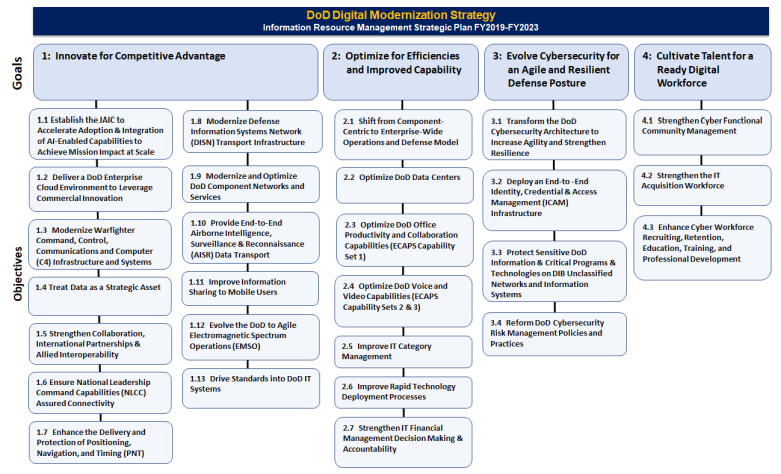 DoD Digital Modernization Strategy
Information Resource Management Strategic Plan FY2019-FY2023
Goals
1: Innovate for Competitive Advantage
2: Optimize for Efficiencies
and Improved Capability
3: Evolve Cybersecurity for
an Agile and Resilient
Defense Posture
4: Cultivate Talent for a
Ready Digital
Workforce
Objectives
1.1 Establish the JAIC to
Accelerate Adoption & Integration
of AI-Enabled Capabilities to
Achieve Mission Impact at Scale
1.2 Deliver a DoD Enterprise
Cloud Environment to Leverage
Commercial Innovation
1.3 Modernize Warfighter
Command, Control,
Communications and Computer
(C4) Infrastructure and Systems
1.4 Treat Data as a Strategic Asset
1.5 Strengthen Collaboration,
International Partnerships &
Allied Interoperability
1.6 Ensure National Leadership
Command Capabilities (NLCC)
Assured Connectivity
1.7 Enhance the Delivery and
Protection of Positioning,
Navigation, and Timing (PNT)
1.8 Modernize Defense
Information Systems Network
(DISN) Transport Infrastructure
1.9 Modernize and Optimize
DoD Component Networks and
Services
1.10 Provide End-to-End
Airborne Intelligence,
Surveillance & Reconnaissance
(AISR) Data Transport
1.11 Improve Information
Sharing to Mobile Users
1.12 Evolve the DoD to Agile
Electromagnetic Spectrum
Operations (EMSO)
1.13 Drive Standards into DoD IT
Systems
2.1 Shift from Component-
Centric to Enterprise-Wide
Operations and Defense Model
2.2 Optimize DoD Data Centers
2.3 Optimize DoD Office
Productivity and Collaboration
Capabilities (ECAPS Capability
Set 1)
2.4 Optimize DoD Voice and
Video Capabilities (ECAPS
Capability Sets 2 & 3)
2.5 Improve IT Category
Management
2.6 Improve Rapid Technology
Deployment Processes
2.7 Strengthen IT Financial
Management Decision Making &
Accountability
3.1 Transform the DoD
Cybersecurity Architecture to
Increase Agility and Strengthen
Resilience
3.2 Deploy an End-to -End
Identity, Credential & Access
Management (ICAM)
Infrastructure
3.3 Protect Sensitive DoD
Information & Critical Programs &
Technologies on DIB Unclassified
Networks and Information
Systems
3.4 Reform DoD Cybersecurity
Risk Management Policies and
Practices
4.1 Strengthen Cyber Functional
Community Management
4.2 Strengthen the IT
Acquisition Workforce
4.3 Enhance Cyber Workforce
Recruiting, Retention,
Education, Training, and
Professional Development